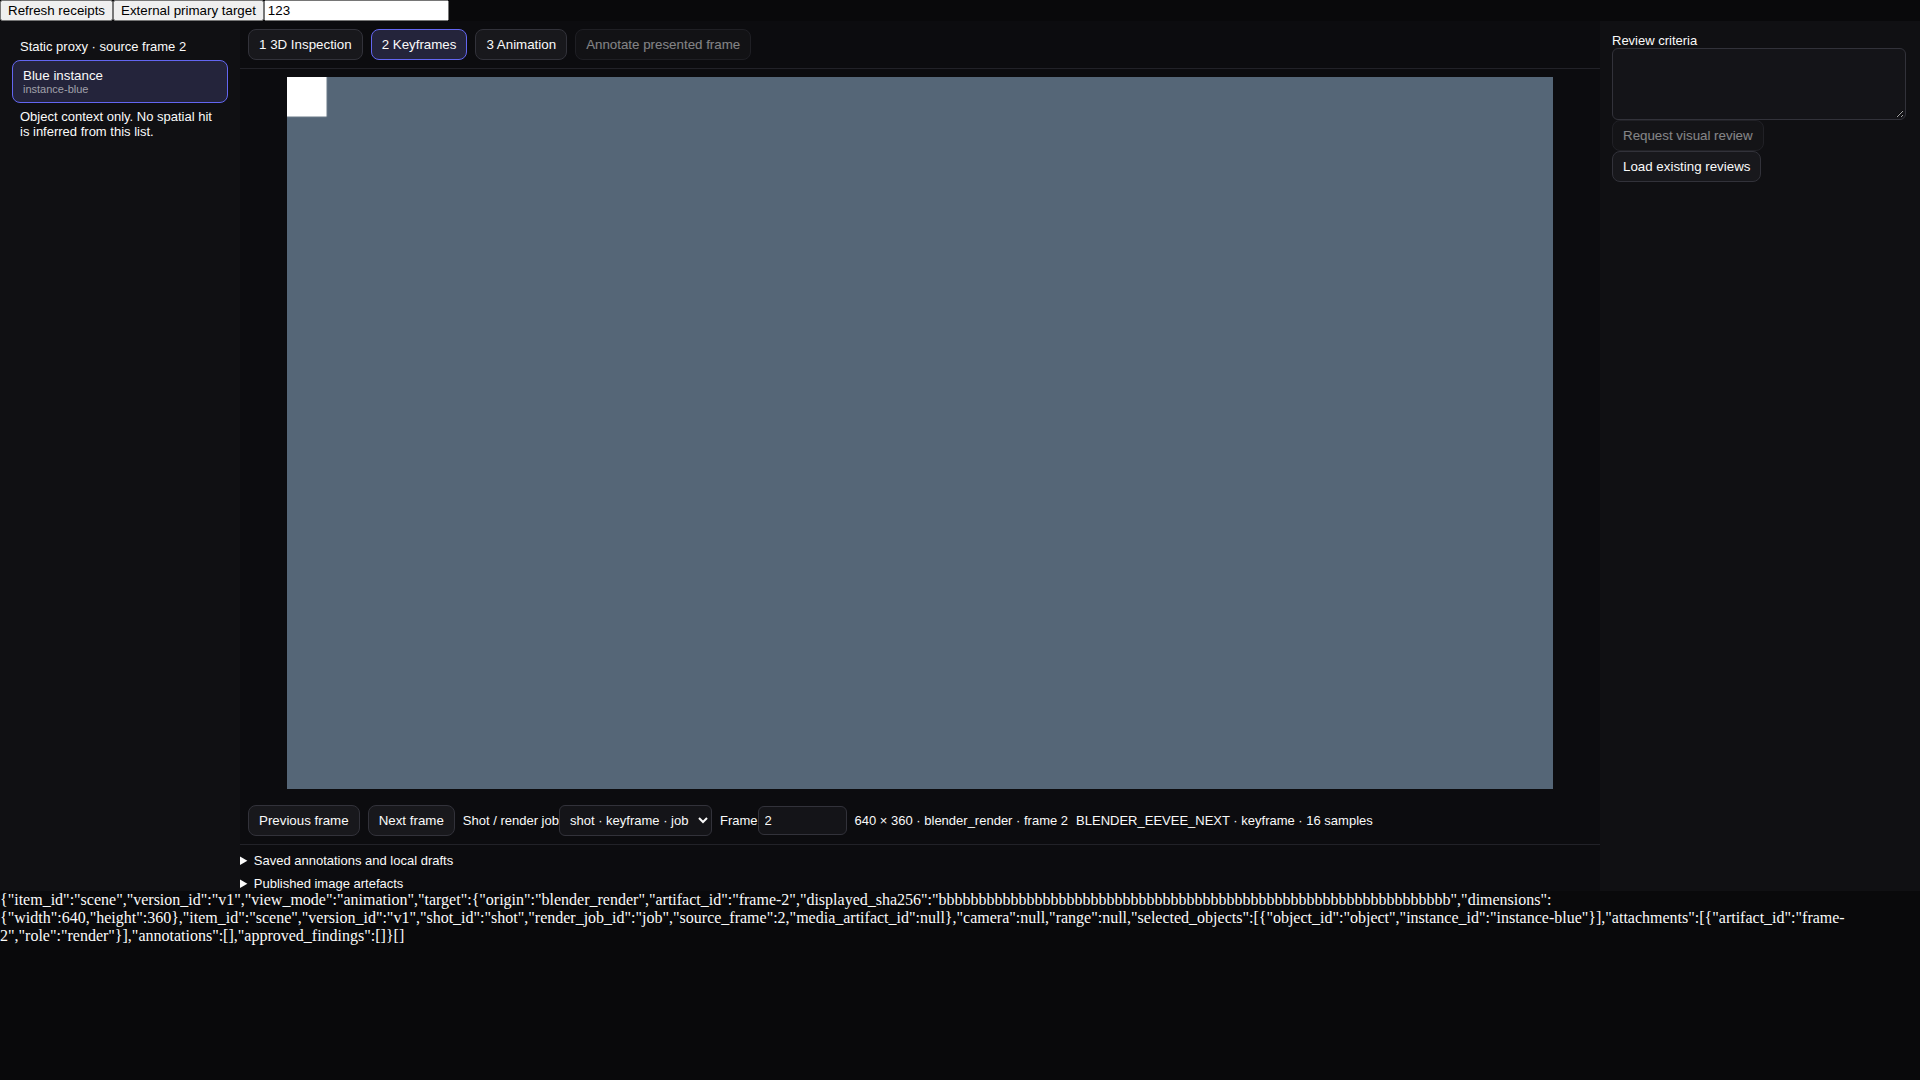 Refresh receipts External primary target 123
Static proxy · source frame 2
Blue instance
instance-blue
Object context only. No spatial hit
is inferred from this list.
1 3D Inspection 2 Keyframes 3 Animation Annotate presented frame
Review criteria
Request visual review
Load existing reviews
Previous frame Next frame Shot / render job shot · keyframe · job Frame 2 640 × 360 · blender_render · frame 2 BLENDER_EEVEE_NEXT · keyframe · 16 samples
Saved annotations and local drafts
Published image artefacts
{"item_id":"scene","version_id":"v1","view_mode":"animation","target":{"origin":"blender_render","artifact_id":"frame-2","displayed_sha256":"bbbbbbbbbbbbbbbbbbbbbbbbbbbbbbbbbbbbbbbbbbbbbbbbbbbbbbbbbbbbbbbb","dimensions":
{"width":640,"height":360},"item_id":"scene","version_id":"v1","shot_id":"shot","render_job_id":"job","source_frame":2,"media_artifact_id":null},"camera":null,"range":null,"selected_objects":[{"object_id":"object","instance_id":"instance-blue"}],"attachments":[{"artifact_id":"frame-
2","role":"render"}],"annotations":[],"approved_findings":[]}[]